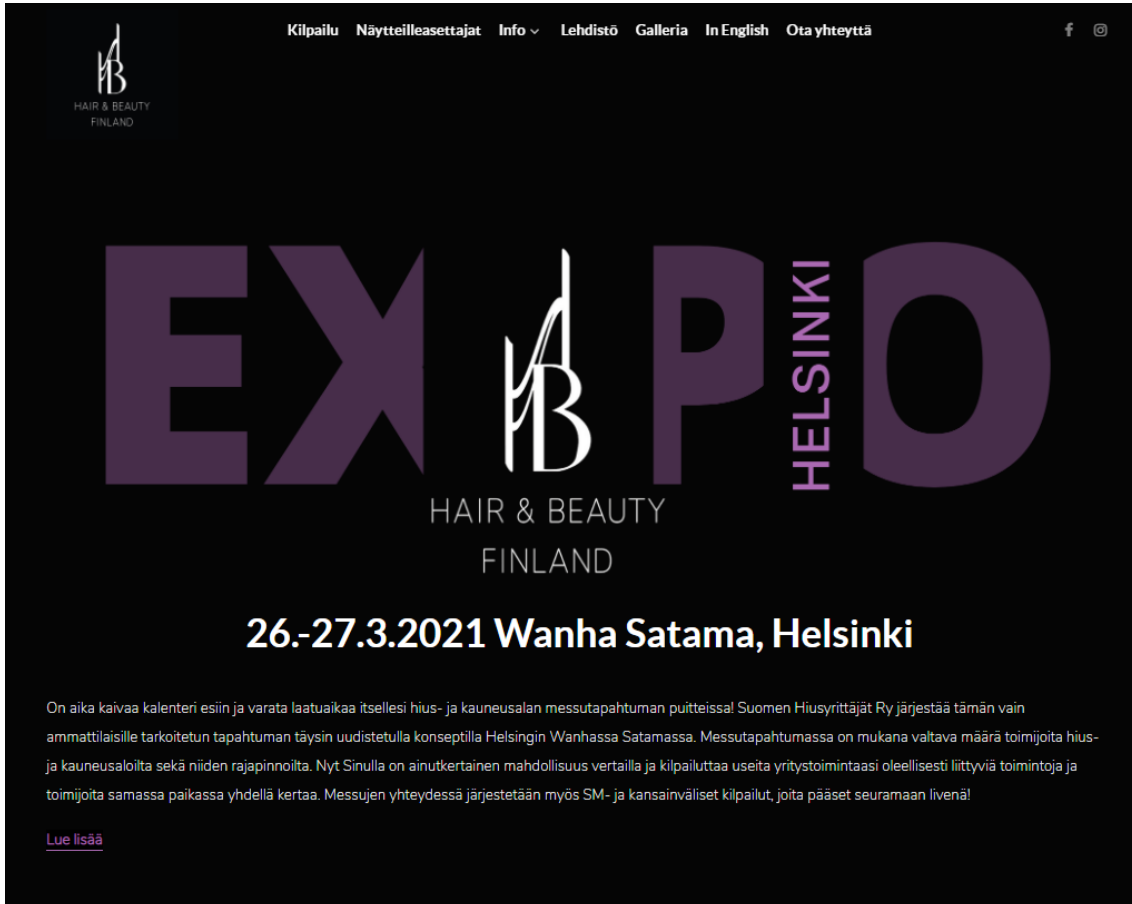 Kilpailu Näytteilleasettajat Info Lehdistö Galleria In English Ota yhteyttä
HB
HAIR & BEAUTY
FINLAND
EXPO
HELSINKI
HB
HAIR & BEAUTY
FINLAND
26.-27.3.2021 Wanha Satama, Helsinki
On aika kaivaa kalenteri esiin ja varata laatuaikaa itsellesi hius- ja kauneusalan messutapahtuman puitteissa! Suomen Hiusyrittäjät Ry järjestää tämän vain
ammattilaisille tarkoitetun tapahtuman täysin uudistetulla konseptilla Helsingin Wanhassa Satamassa. Messutapahtumassa on mukana valtava määrä toimijoita hius-
ja kauneusaloilta sekä niiden rajapinnoilta. Nyt Sinulla on ainutkertainen mahdollisuus vertailla ja kilpailuttaa useita yritystoimintaasi oleellisesti liittyviä toimintoja ja
toimijoita samassa paikassa yhdellä kertaa. Messujen yhteydessä järjestetään myös SM- ja kansainväliset kilpailut, joita pääset seuramaan livenä!
Lue lisää